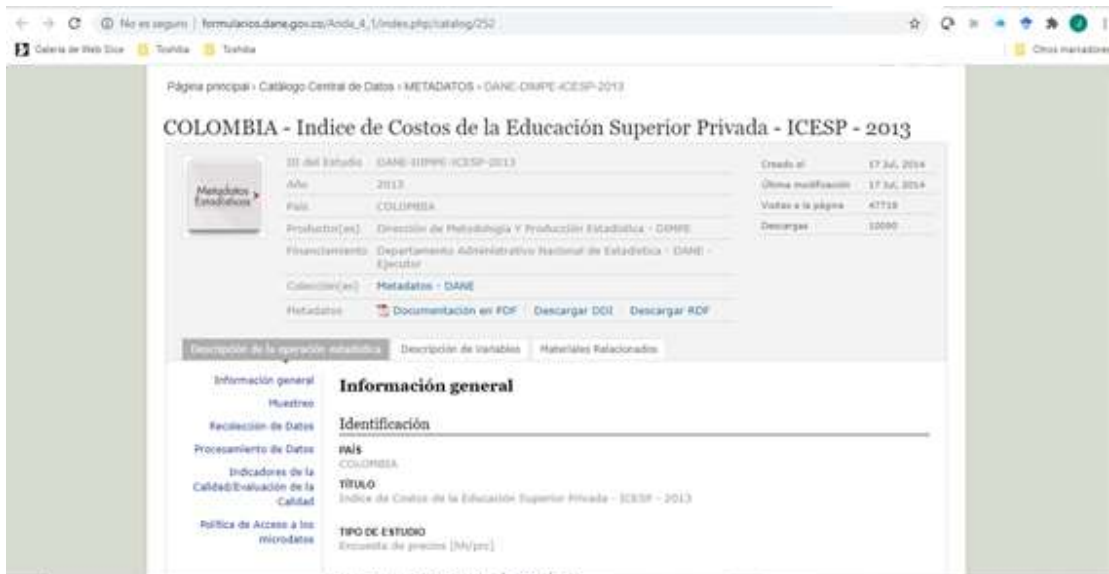 No es seguro | formularios.dane.gov.co/Anda_4_1/index.php/catalog/252
Galería de Web Slice Toshiba Toshiba Otros marcadores
Página principal › Catálogo Central de Datos › METADATOS › DANE-DIMPE-ICESP-2013
COLOMBIA - Indice de Costos de la Educación Superior Privada - ICESP - 2013
Metadatos
Estadísticos
ID del Estudio DANE-DIMPE-ICESP-2013
Año 2013
País COLOMBIA
Productor(es) Dirección de Metodología Y Producción Estadística - DIMPE
Financiamiento Departamento Administrativo Nacional de Estadística - DANE -
Ejecutor
Colección(es) Metadatos - DANE
Metadatos Documentación en PDF Descargar DDI Descargar RDF
Creado el 17 Jul, 2014
Última modificación 17 Jul, 2014
Visitas a la página 47718
Descargas
Descripción de la operación estadística Descripción de Variables Materiales Relacionados
Información general
Muestreo
Recolección de Datos
Procesamiento de Datos
Indicadores de la
Calidad/Evaluación de la
Calidad
Política de Acceso a los
microdatos
Información general
Identificación
PAÍS
COLOMBIA
TÍTULO
Indice de Costos de la Educación Superior Privada - ICESP - 2013
TIPO DE ESTUDIO
Encuesta de precios [hh/prc]